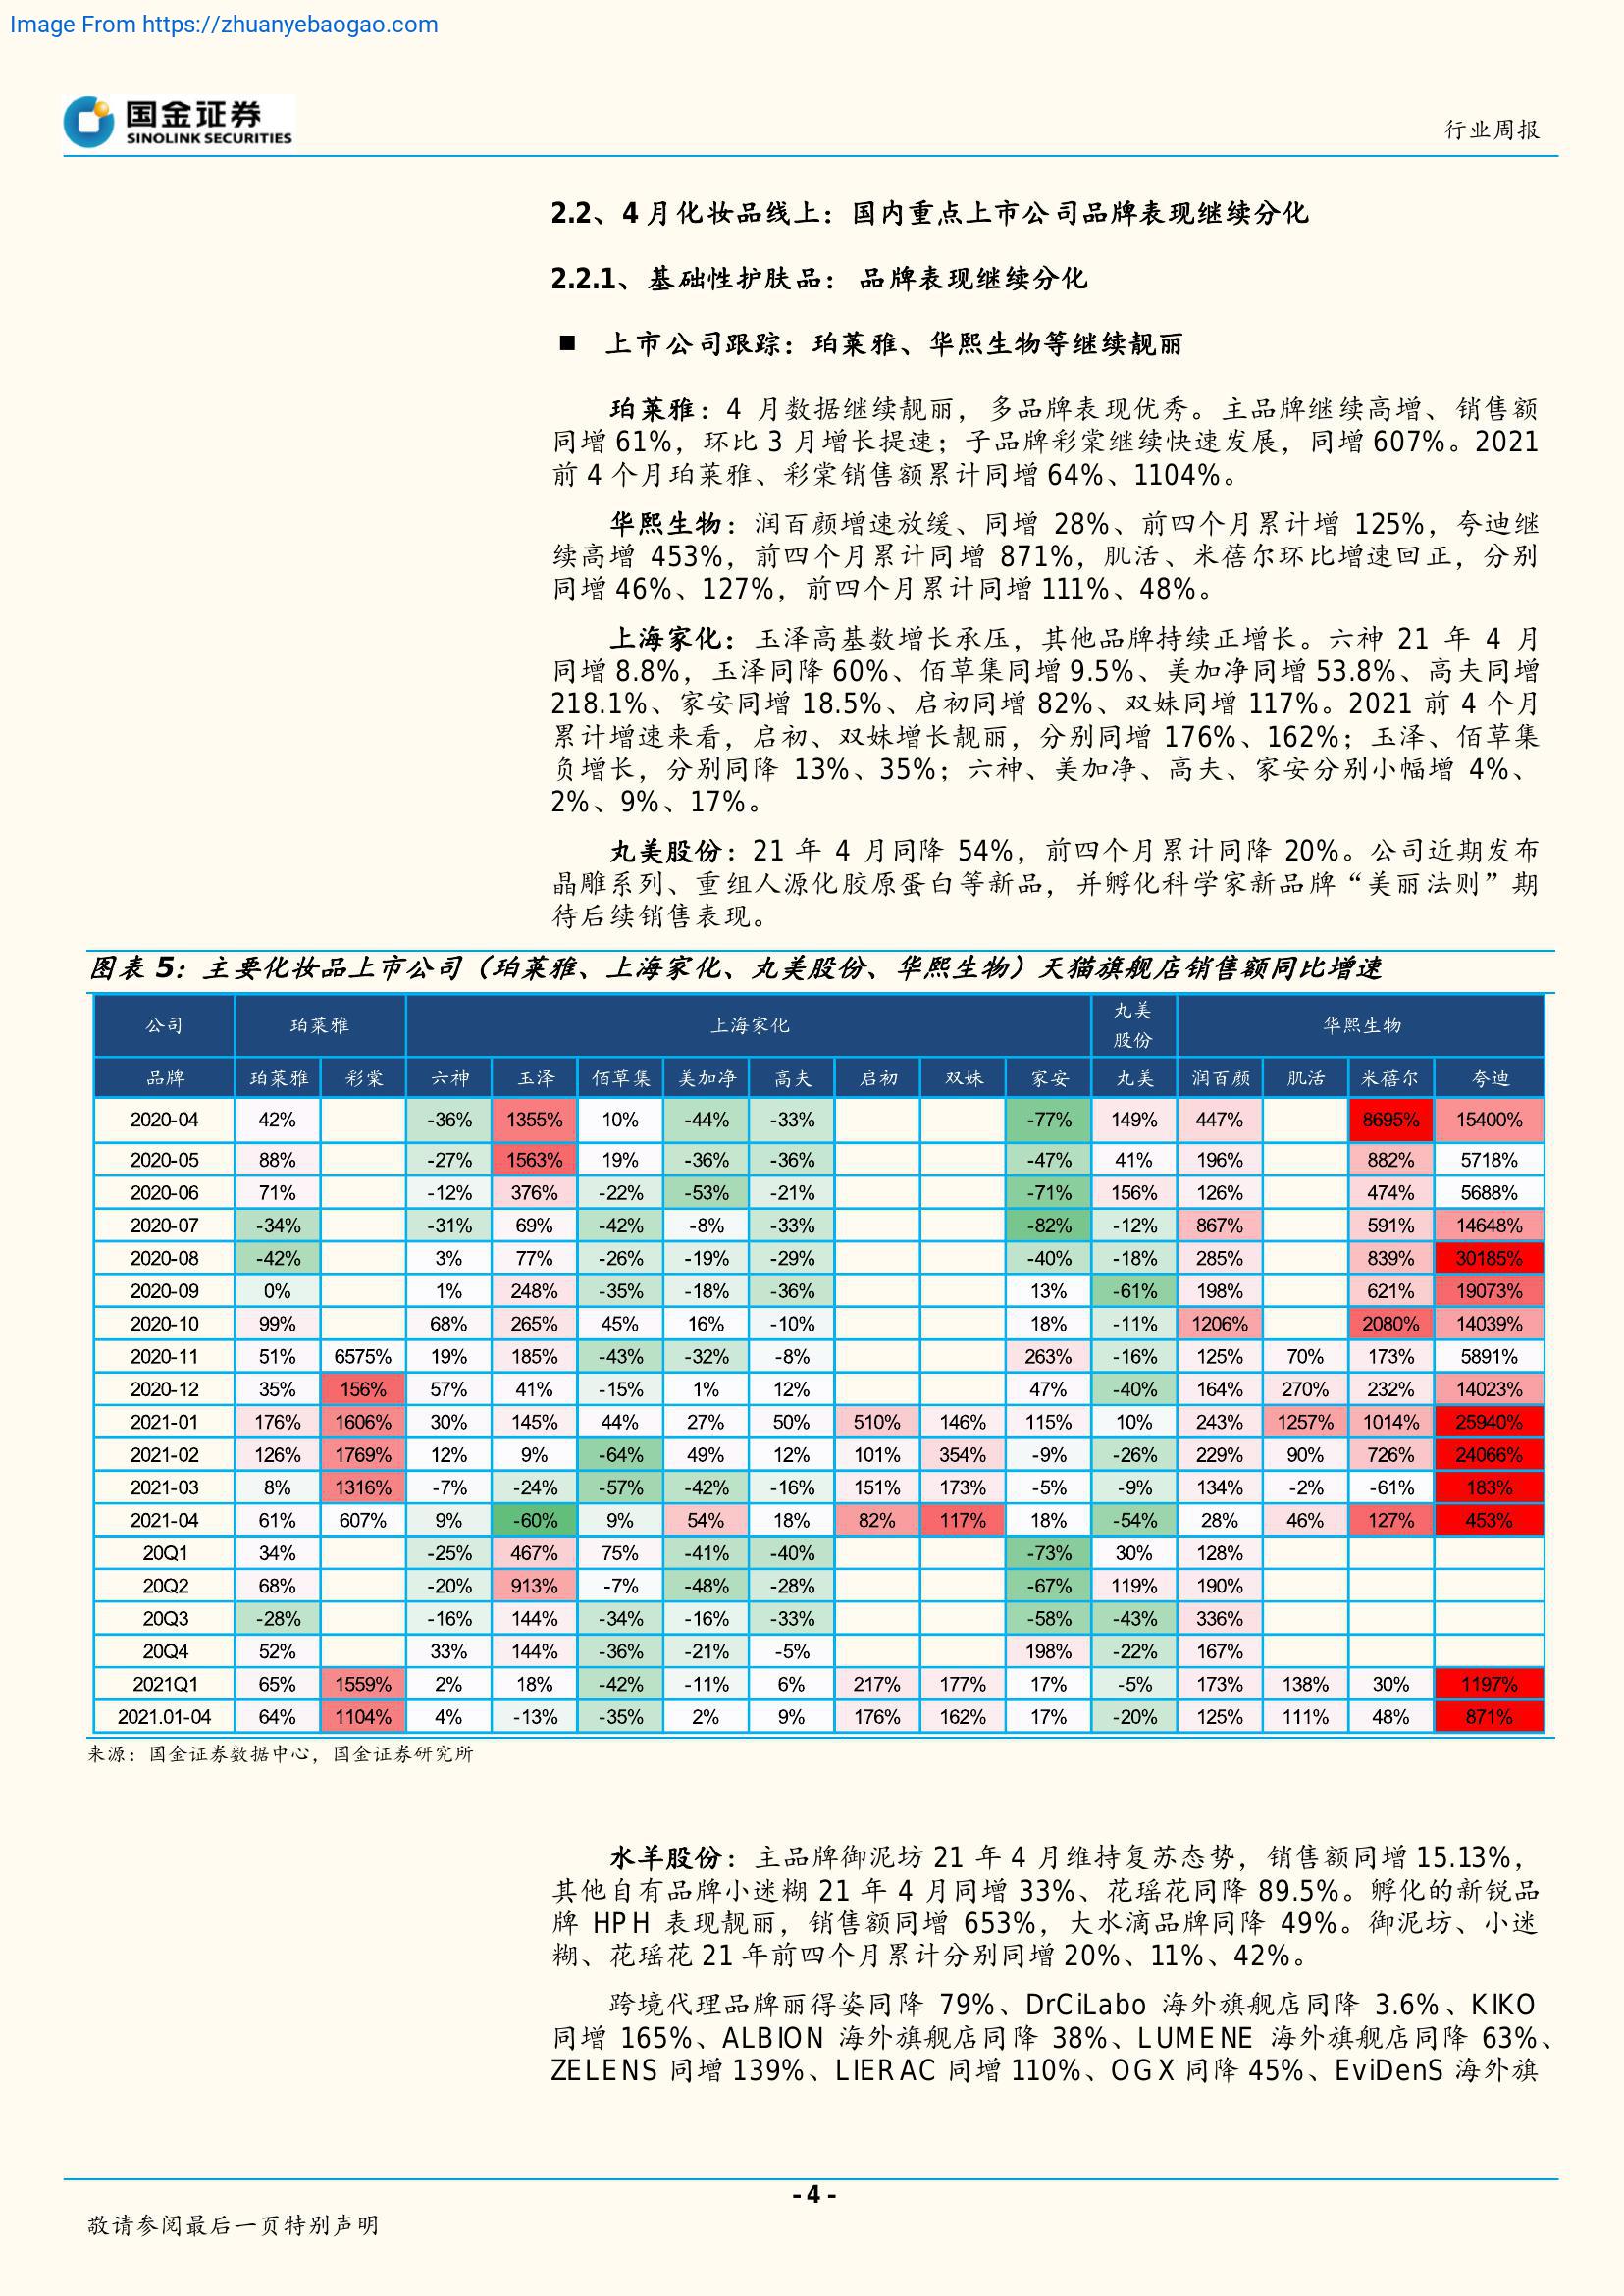 Image From https://zhuanyebaogao.com
国金证券
SINOLINK SECURITIES
行业周报
2.2、4 月化妆品线上：国内重点上市公司品牌表现继续分化
2.2.1、基础性护肤品： 品牌表现继续分化
■ 上市公司跟踪：珀莱雅、华熙生物等继续靓丽
珀莱雅：4 月数据继续靓丽，多品牌表现优秀。主品牌继续高增、销售额
同增 61%，环比 3 月增长提速；子品牌彩棠继续快速发展，同增 607%。2021
前 4 个月珀莱雅、彩棠销售额累计同增 64%、1104%。
华熙生物：润百颜增速放缓、同增 28%、前四个月累计增 125%，夸迪继
续高增 453%，前四个月累计同增 871%，肌活、米蓓尔环比增速回正，分别
同增 46%、127%，前四个月累计同增 111%、48%。
上海家化：玉泽高基数增长承压，其他品牌持续正增长。六神 21 年 4 月
同增 8.8%，玉泽同降 60%、佰草集同增 9.5%、美加净同增 53.8%、高夫同增
218.1%、家安同增 18.5%、启初同增 82%、双妹同增 117%。2021 前 4 个月
累计增速来看，启初、双妹增长靓丽，分别同增 176%、162%；玉泽、佰草集
负增长，分别同降 13%、35%；六神、美加净、高夫、家安分别小幅增 4%、
2%、9%、17%。
丸美股份：21 年 4 月同降 54%，前四个月累计同降 20%。公司近期发布
晶雕系列、重组人源化胶原蛋白等新品，并孵化科学家新品牌“美丽法则”期
待后续销售表现。
图表 5：主要化妆品上市公司（珀莱雅、上海家化、丸美股份、华熙生物）天猫旗舰店销售额同比增速
公司 珀莱雅 上海家化 丸美股份 华熙生物
品牌 珀莱雅 彩棠 六神 玉泽 佰草集 美加净 高夫 启初 双妹 家安 丸美 润百颜 肌活 米蓓尔 夸迪
2020-04 42% -36% 1355% 10% -44% -33% -77% 149% 447% 8695% 15400%
2020-05 88% -27% 1563% 19% -36% -36% -47% 41% 196% 882% 5718%
2020-06 71% -12% 376% -22% -53% -21% -71% 156% 126% 474% 5688%
2020-07 -34% -31% 69% -42% -8% -33% -82% -12% 867% 591% 14648%
2020-08 -42% 3% 77% -26% -19% -29% -40% -18% 285% 839% 30185%
2020-09 0% 1% 248% -35% -18% -36% 13% -61% 198% 621% 19073%
2020-10 99% 68% 265% 45% 16% -10% 18% -11% 1206% 2080% 14039%
2020-11 51% 6575% 19% 185% -43% -32% -8% 263% -16% 125% 70% 173% 5891%
2020-12 35% 156% 57% 41% -15% 1% 12% 47% -40% 164% 270% 232% 14023%
2021-01 176% 1606% 30% 145% 44% 27% 50% 510% 146% 115% 10% 243% 1257% 1014% 25940%
2021-02 126% 1769% 12% 9% -64% 49% 12% 101% 354% -9% -26% 229% 90% 726% 24066%
2021-03 8% 1316% -7% -24% -57% -42% -16% 151% 173% -5% -9% 134% -2% -61% 183%
2021-04 61% 607% 9% -60% 9% 54% 18% 82% 117% 18% -54% 28% 46% 127% 453%
20Q1 34% -25% 467% 75% -41% -40% -73% 30% 128%
20Q2 68% -20% 913% -7% -48% -28% -67% 119% 190%
20Q3 -28% -16% 144% -34% -16% -33% -58% -43% 336%
20Q4 52% 33% 144% -36% -21% -5% 198% -22% 167%
2021Q1 65% 1559% 2% 18% -42% -11% 6% 217% 177% 17% -5% 173% 138% 30% 1197%
2021.01-04 64% 1104% 4% -13% -35% 2% 9% 176% 162% 17% -20% 125% 111% 48% 871%
来源：国金证券数据中心，国金证券研究所
水羊股份：主品牌御泥坊 21 年 4 月维持复苏态势，销售额同增 15.13%，
其他自有品牌小迷糊 21 年 4 月同增 33%、花瑶花同降 89.5%。孵化的新锐品
牌 HPH 表现靓丽，销售额同增 653%，大水滴品牌同降 49%。御泥坊、小迷
糊、花瑶花 21 年前四个月累计分别同增 20%、11%、42%。
跨境代理品牌丽得姿同降 79%、DrCiLabo 海外旗舰店同降 3.6%、KIKO
同增 165%、ALBION 海外旗舰店同降 38%、LUMENE 海外旗舰店同降 63%、
ZELENS 同增 139%、LIERAC 同增 110%、OGX 同降 45%、EviDenS 海外旗
- 4 -
敬请参阅最后一页特别声明